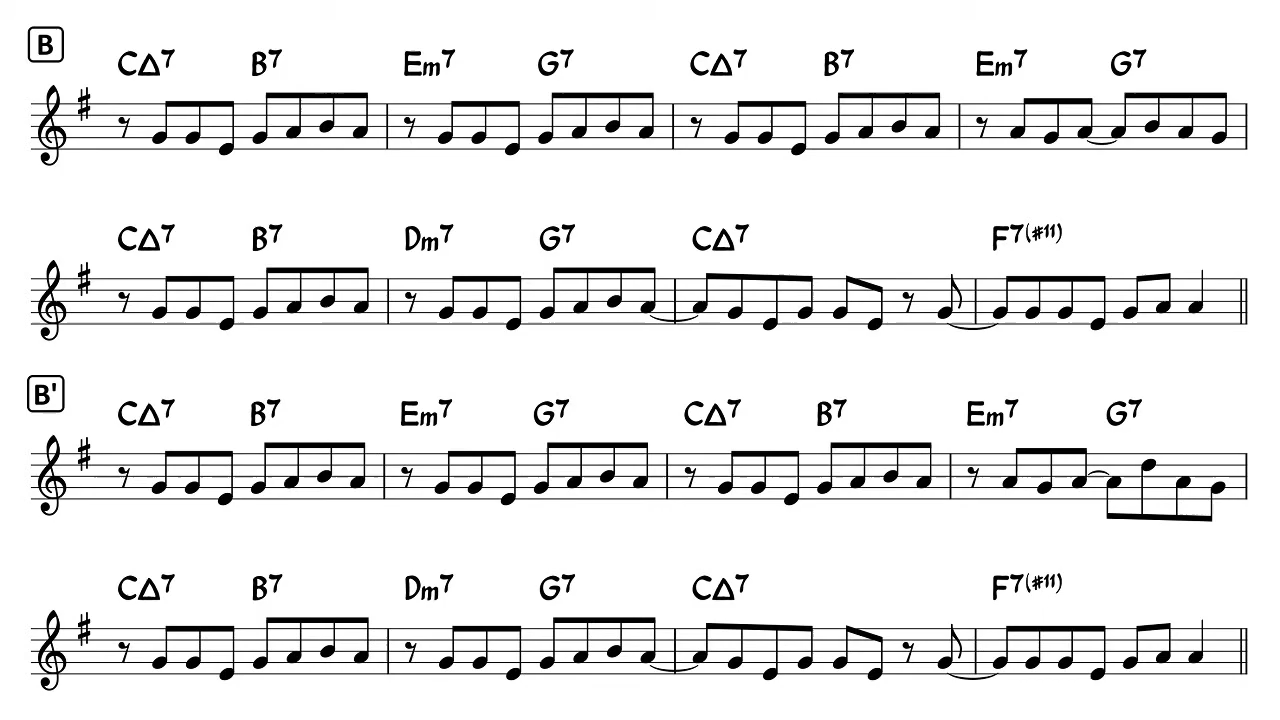 B
CΔ7 B7 Em7 G7 CΔ7 B7 Em7 G7
CΔ7 B7 Dm7 G7 CΔ7 F7(#11)
B'
CΔ7 B7 Em7 G7 CΔ7 B7 Em7 G7
CΔ7 B7 Dm7 G7 CΔ7 F7(#11)